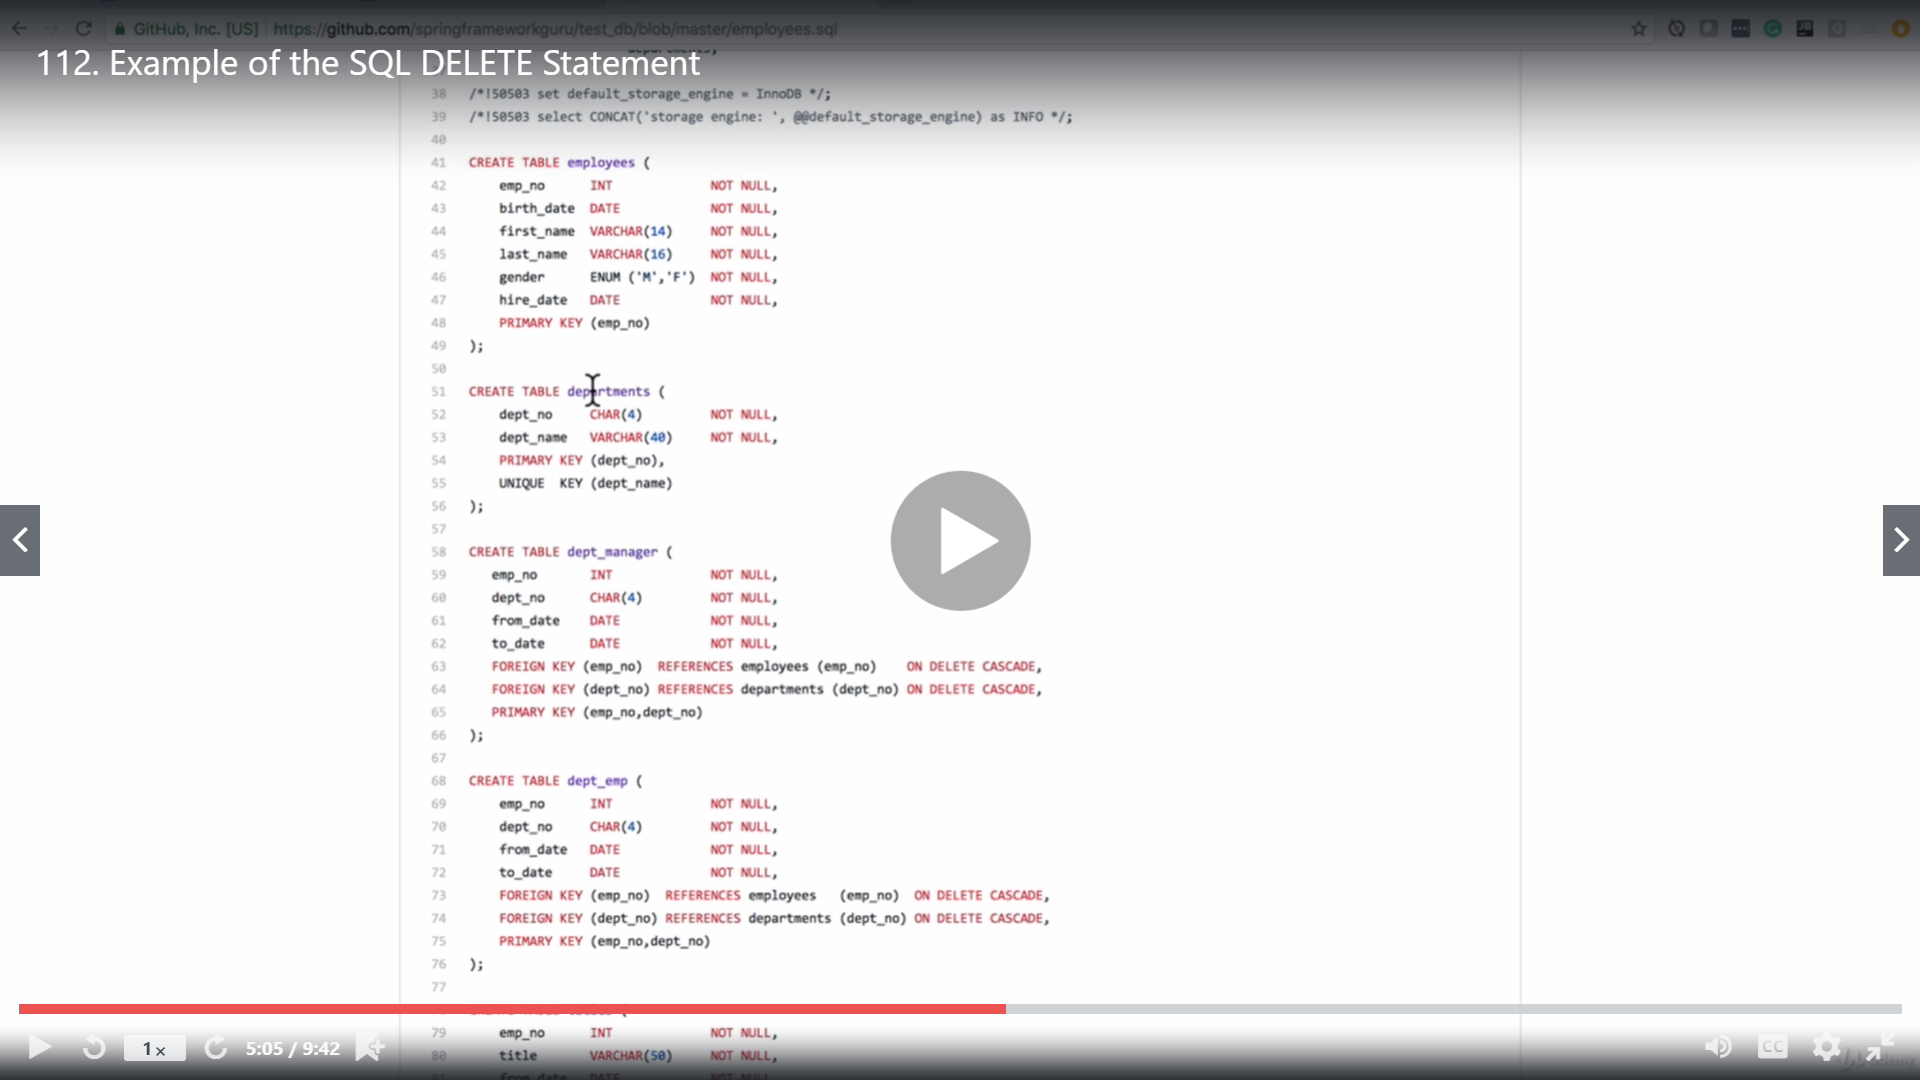 GitHub, Inc. [US] https://github.com/springframeworkguru/test_db/blob/master/employees.sql
112. Example of the SQL DELETE Statement
38 /*!50503 set default_storage_engine = InnoDB */;
39 /*!50503 select CONCAT('storage engine: ', @@default_storage_engine) as INFO */;
40
41 CREATE TABLE employees (
42 emp_no INT NOT NULL,
43 birth_date DATE NOT NULL,
44 first_name VARCHAR(14) NOT NULL,
45 last_name VARCHAR(16) NOT NULL,
46 gender ENUM ('M','F') NOT NULL,
47 hire_date DATE NOT NULL,
48 PRIMARY KEY (emp_no)
49 );
50
51 CREATE TABLE departments (
52 dept_no CHAR(4) NOT NULL,
53 dept_name VARCHAR(40) NOT NULL,
54 PRIMARY KEY (dept_no),
55 UNIQUE KEY (dept_name)
56 );
57
58 CREATE TABLE dept_manager (
59 emp_no INT NOT NULL,
60 dept_no CHAR(4) NOT NULL,
61 from_date DATE NOT NULL,
62 to_date DATE NOT NULL,
63 FOREIGN KEY (emp_no) REFERENCES employees (emp_no) ON DELETE CASCADE,
64 FOREIGN KEY (dept_no) REFERENCES departments (dept_no) ON DELETE CASCADE,
65 PRIMARY KEY (emp_no,dept_no)
66 );
67
68 CREATE TABLE dept_emp (
69 emp_no INT NOT NULL,
70 dept_no CHAR(4) NOT NULL,
71 from_date DATE NOT NULL,
72 to_date DATE NOT NULL,
73 FOREIGN KEY (emp_no) REFERENCES employees (emp_no) ON DELETE CASCADE,
74 FOREIGN KEY (dept_no) REFERENCES departments (dept_no) ON DELETE CASCADE,
75 PRIMARY KEY (emp_no,dept_no)
76 );
77
79 emp_no INT NOT NULL,
80 title VARCHAR(50) NOT NULL,
1x 5:05 / 9:42 CC